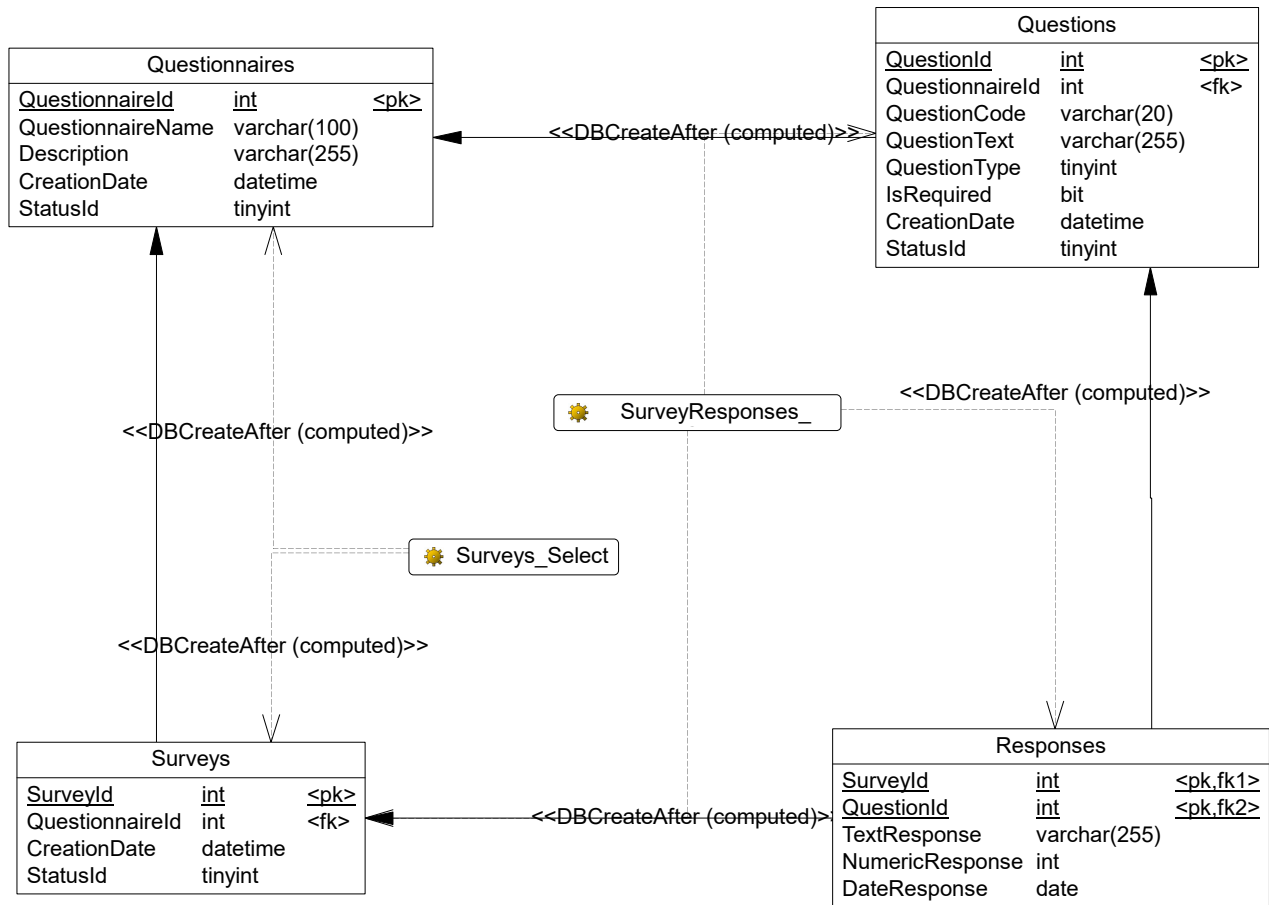 Questions
QuestionId int <pk>
QuestionnaireId int <fk>
QuestionCode varchar(20)
QuestionText varchar(255)
QuestionType tinyint
IsRequired bit
CreationDate datetime
StatusId tinyint
Questionnaires
QuestionnaireId int <pk>
QuestionnaireName varchar(100)
Description varchar(255)
CreationDate datetime
StatusId tinyint
<<DBCreateAfter (computed)>>
<<DBCreateAfter (computed)>>
SurveyResponses_
<<DBCreateAfter (computed)>>
Surveys_Select
<<DBCreateAfter (computed)>>
Surveys
SurveyId int <pk>
QuestionnaireId int <fk>
CreationDate datetime
StatusId tinyint
<<DBCreateAfter (computed)>
Responses
SurveyId int <pk,fk1>
QuestionId int <pk,fk2>
TextResponse varchar(255)
NumericResponse int
DateResponse date